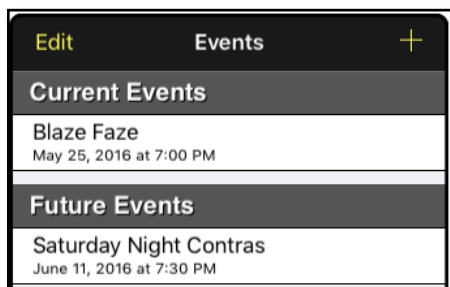 Edit Events +
Current Events
Blaze Faze
May 25, 2016 at 7:00 PM
Future Events
Saturday Night Contras
June 11, 2016 at 7:30 PM